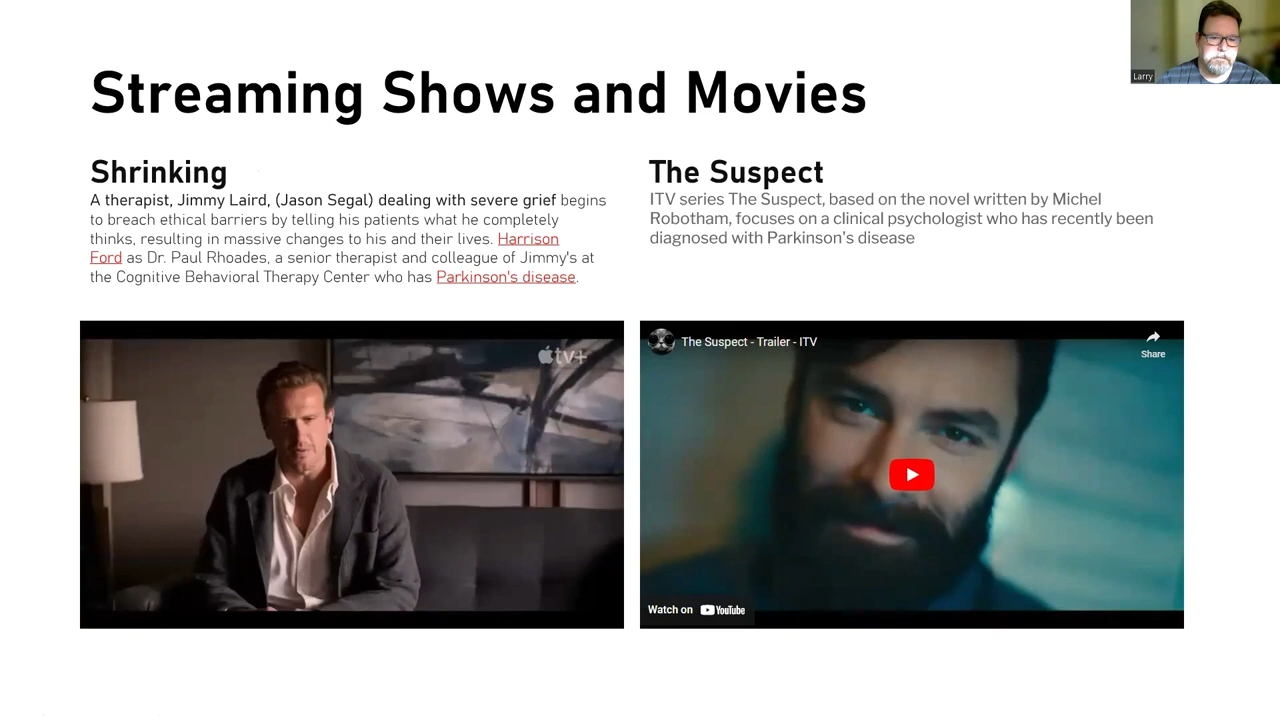 Larry
Streaming Shows and Movies
Shrinking
A therapist, Jimmy Laird, (Jason Segal) dealing with severe grief begins
to breach ethical barriers by telling his patients what he completely
thinks, resulting in massive changes to his and their lives. Harrison
Ford as Dr. Paul Rhoades, a senior therapist and colleague of Jimmy's at
the Cognitive Behavioral Therapy Center who has Parkinson's disease.
The Suspect
ITV series The Suspect, based on the novel written by Michel
Robotham, focuses on a clinical psychologist who has recently been
diagnosed with Parkinson's disease
tv+
The Suspect - Trailer - ITV
Share
Watch on YouTube